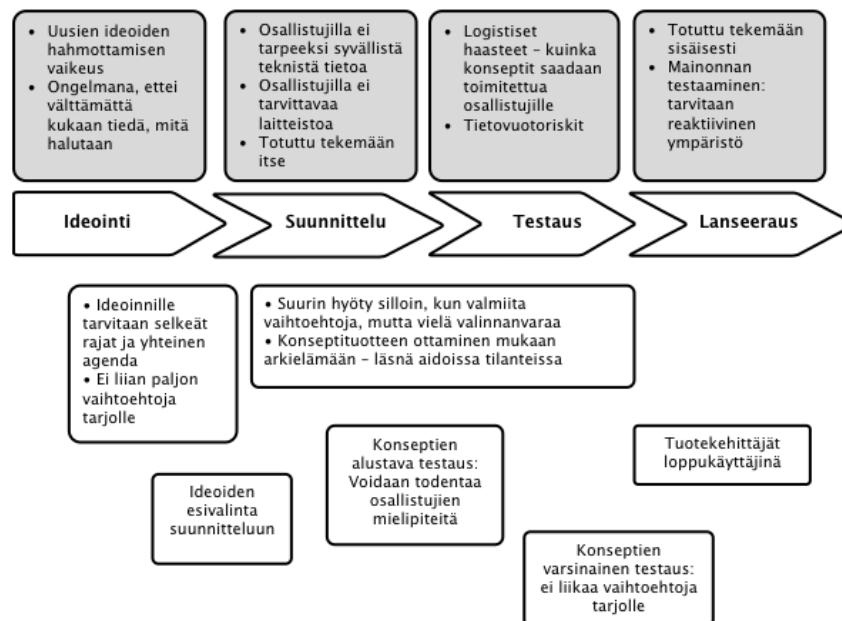 • Uusien ideoiden
hahmottamisen
vaikeus
• Ongelmana, ettei
välttämättä
kukaan tiedä, mitä
halutaan
• Osallistujilla ei
tarpeeksi syvällistä
teknistä tietoa
• Osallistujilla ei
tarvittavaa
laitteistoa
• Totuttu tekemään
itse
• Logistiset
haasteet – kuinka
konseptit saadaan
toimitettua
osallistujille
• Tietovuotoriskit
• Totuttu tekemään
sisäisesti
• Mainonnan
testaaminen:
tarvitaan
reaktiivinen
ympäristö
Ideointi
Suunnittelu
Testaus
Lanseeraus
• Ideoinnille
tarvitaan selkeät
rajat ja yhteinen
agenda
• Ei liian paljon
vaihtoehtoja
tarjolle
• Suurin hyöty silloin, kun valmiita
vaihtoehtoja, mutta vielä valinnanvaraa
• Konseptituotteen ottaminen mukaan
arkielämään – läsnä aidoissa tilanteissa
Ideoiden
esivalinta
suunnitteluun
Konseptien
alustava testaus:
Voidaan todentaa
osallistujien
mielipiteitä
Konseptien
varsinainen testaus:
ei liikaa vaihtoehtoja
tarjolle
Tuotekehittäjät
loppukäyttäjinä